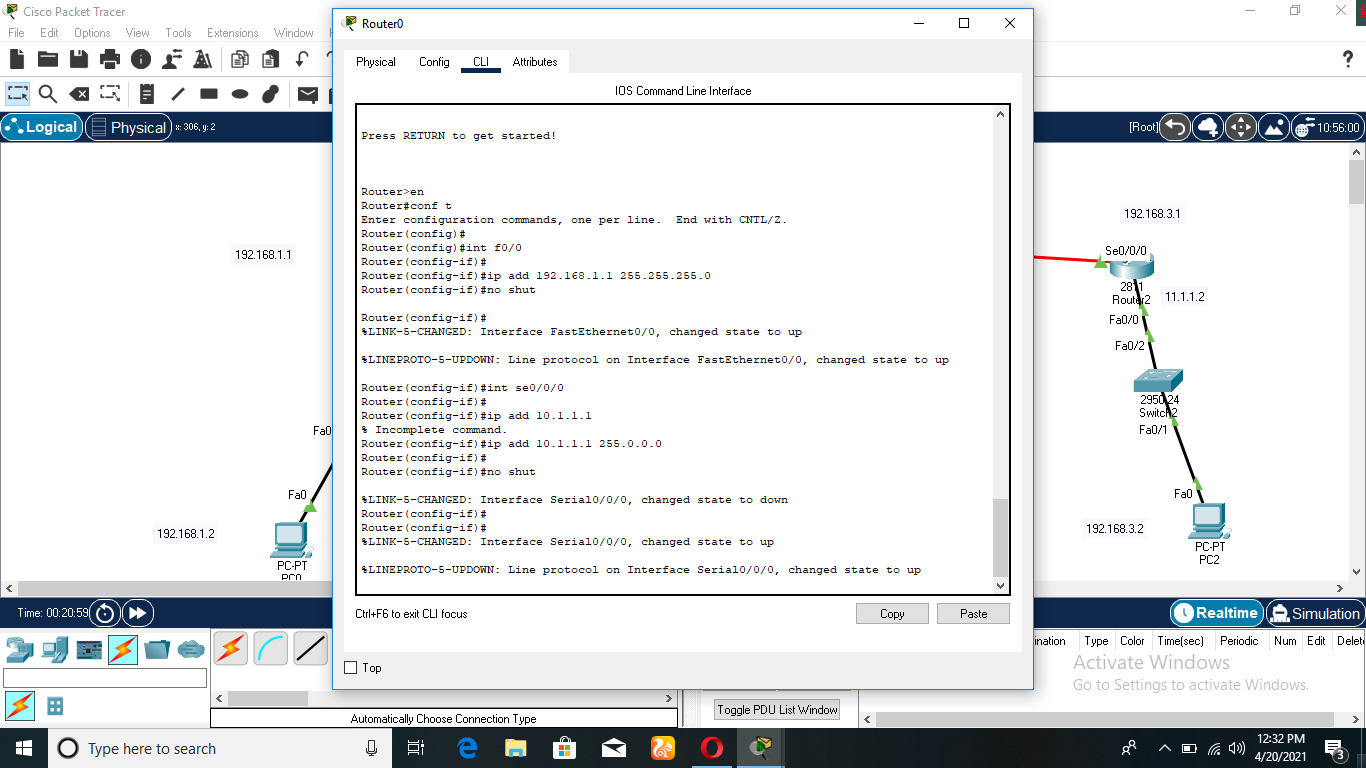 Cisco Packet Tracer
File Edit Options View Tools Extensions Window
Logical
Physical
x: 306, y: 2
[Root]
10:56:00
Router0
Physical Config CLI Attributes
IOS Command Line Interface
Press RETURN to get started!
Router>en
Router#conf t
Enter configuration commands, one per line. End with CNTL/Z.
Router(config)#
Router(config)#int f0/0
Router(config-if)#
Router(config-if)#ip add 192.168.1.1 255.255.255.0
Router(config-if)#no shut
Router(config-if)#
%LINK-5-CHANGED: Interface FastEthernet0/0, changed state to up
%LINEPROTO-5-UPDOWN: Line protocol on Interface FastEthernet0/0, changed state to up
Router(config-if)#int se0/0/0
Router(config-if)#
Router(config-if)#ip add 10.1.1.1
% Incomplete command.
Router(config-if)#ip add 10.1.1.1 255.0.0.0
Router(config-if)#
Router(config-if)#no shut
%LINK-5-CHANGED: Interface Serial0/0/0, changed state to down
Router(config-if)#
Router(config-if)#
%LINK-5-CHANGED: Interface Serial0/0/0, changed state to up
%LINEPROTO-5-UPDOWN: Line protocol on Interface Serial0/0/0, changed state to up
Ctrl+F6 to exit CLI focus
Copy
Paste
Top
192.168.1.1
Fa0
Fa0
192.168.1.2
PC-PT
PC0
192.168.3.1
Se0/0/0
2811
Router2
11.1.1.2
Fa0/0
Fa0/2
2950-24
Switch2
Fa0/1
Fa0
192.168.3.2
PC-PT
PC2
Time: 00:20:59
Realtime
Simulation
Automatically Choose Connection Type
Toggle PDU List Window
ination Type Color Time(sec) Periodic Num Edit Delet
Activate Windows
Go to Settings to activate Windows.
Type here to search
12:32 PM
4/20/2021
3